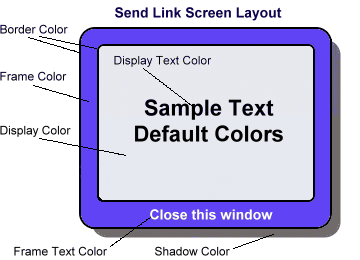 Send Link Screen Layout
Border Color
Display Text Color
Frame Color
Sample Text
Default Colors
Display Color
Close this window
Frame Text Color
Shadow Color